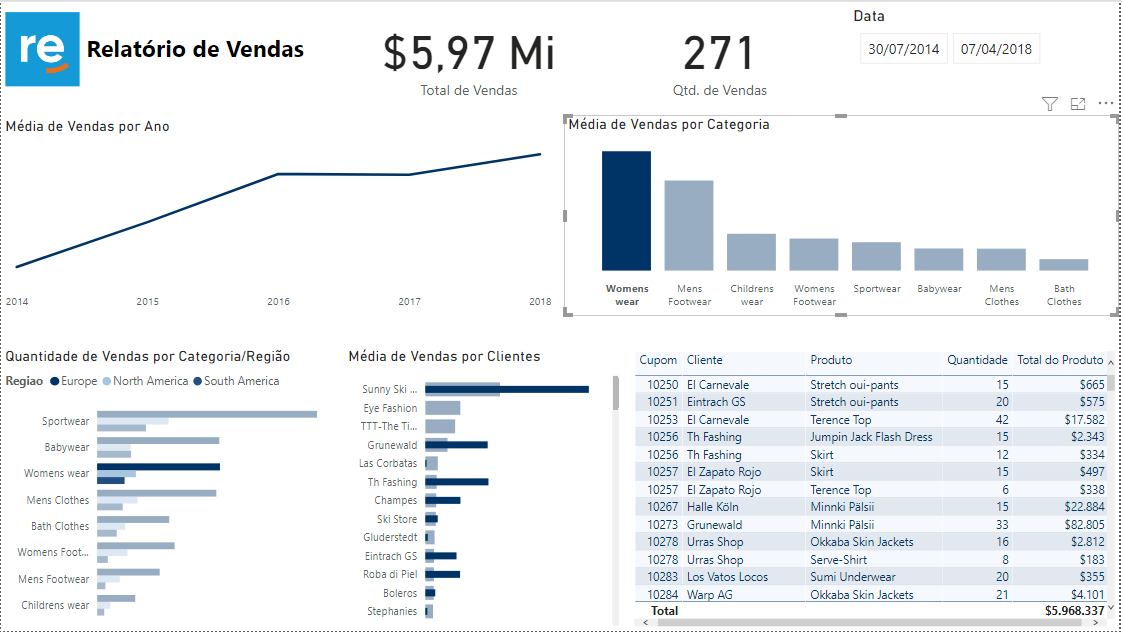 re
Relatório de Vendas
$5,97 Mi
Total de Vendas
271
Qtd. de Vendas
Data
30/07/2014 07/04/2018
Média de Vendas por Ano
2014 2015 2016 2017 2018
Média de Vendas por Categoria
Womens wear
Mens Footwear
Childrens wear
Womens Footwear
Sportwear
Babywear
Mens Clothes
Bath Clothes
Quantidade de Vendas por Categoria/Região
Regiao Europe North America South America
Sportwear
Babywear
Womens wear
Mens Clothes
Bath Clothes
Womens Foot...
Mens Footwear
Childrens wear
Média de Vendas por Clientes
Sunny Ski ...
Eye Fashion
TTT-The Ti...
Grunewald
Las Corbatas
Th Fashing
Champes
Ski Store
Gluderstedt
Eintrach GS
Roba di Piel
Boleros
Stephanies
Cupom Cliente Produto Quantidade Total do Produto
10250 El Carnevale Stretch oui-pants 15 $665
10251 Eintrach GS Stretch oui-pants 20 $575
10253 El Carnevale Terence Top 42 $17.582
10256 Th Fashing Jumpin Jack Flash Dress 15 $2.343
10256 Th Fashing Skirt 12 $334
10257 El Zapato Rojo Skirt 15 $497
10257 El Zapato Rojo Terence Top 6 $338
10267 Halle Köln Minnki Pälsii 15 $22.884
10273 Grunewald Minnki Pälsii 33 $82.805
10278 Urras Shop Okkaba Skin Jackets 16 $2.812
10278 Urras Shop Serve-Shirt 8 $183
10283 Los Vatos Locos Sumi Underwear 20 $355
10284 Warp AG Okkaba Skin Jackets 21 $4.101
Total $5.968.337